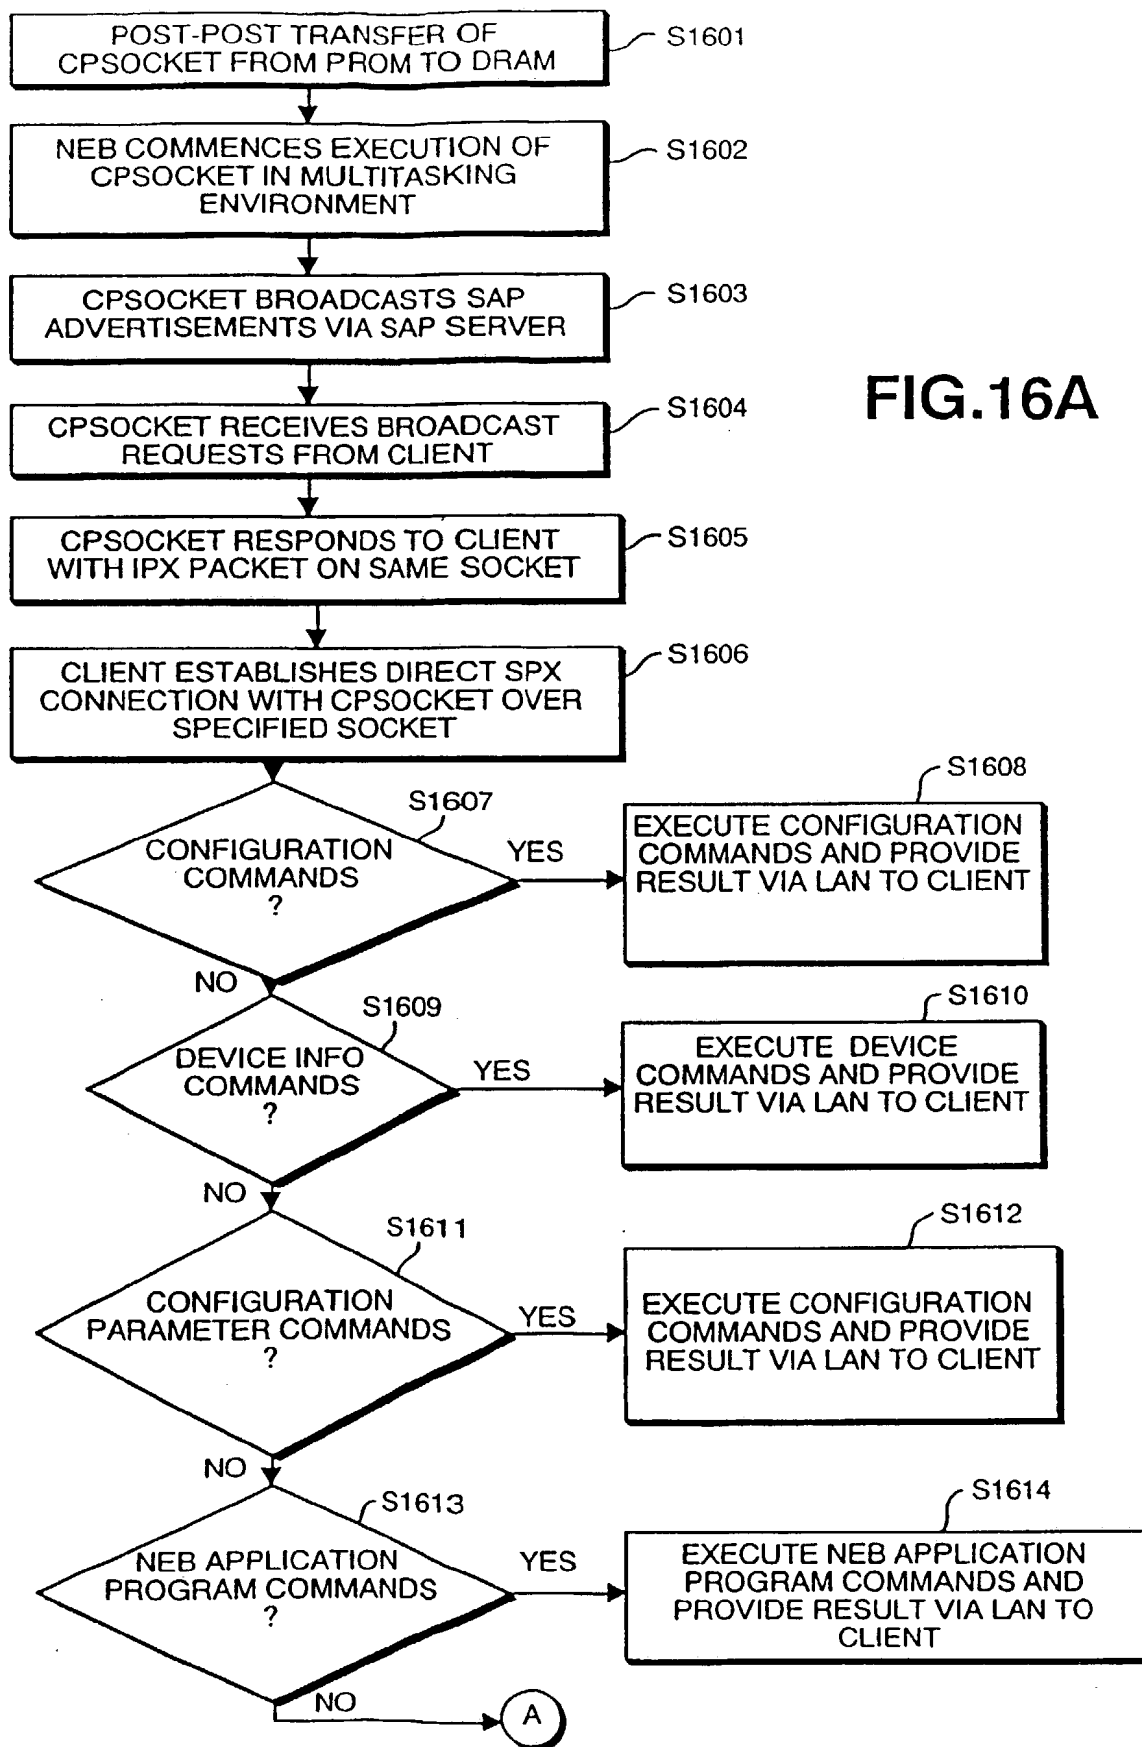 POST-POST TRANSFER OF
CPSOCKET FROM PROM TO DRAM
S1601
NEB COMMENCES EXECUTION OF
CPSOCKET IN MULTITASKING
ENVIRONMENT
S1602
CPSOCKET BROADCASTS SAP
ADVERTISEMENTS VIA SAP SERVER
S1603
FIG.16A
CPSOCKET RECEIVES BROADCAST
REQUESTS FROM CLIENT
S1604
CPSOCKET RESPONDS TO CLIENT
WITH IPX PACKET ON SAME SOCKET
S1605
CLIENT ESTABLISHES DIRECT SPX
CONNECTION WITH CPSOCKET OVER
SPECIFIED SOCKET
S1606
S1607
CONFIGURATION
COMMANDS
?
YES
NO
S1608
EXECUTE CONFIGURATION
COMMANDS AND PROVIDE
RESULT VIA LAN TO CLIENT
S1609
DEVICE INFO
COMMANDS
?
YES
NO
S1610
EXECUTE DEVICE
COMMANDS AND PROVIDE
RESULT VIA LAN TO CLIENT
S1611
CONFIGURATION
PARAMETER COMMANDS
?
YES
NO
S1612
EXECUTE CONFIGURATION
COMMANDS AND PROVIDE
RESULT VIA LAN TO CLIENT
S1613
NEB APPLICATION
PROGRAM COMMANDS
?
YES
NO
S1614
EXECUTE NEB APPLICATION
PROGRAM COMMANDS AND
PROVIDE RESULT VIA LAN TO
CLIENT
A